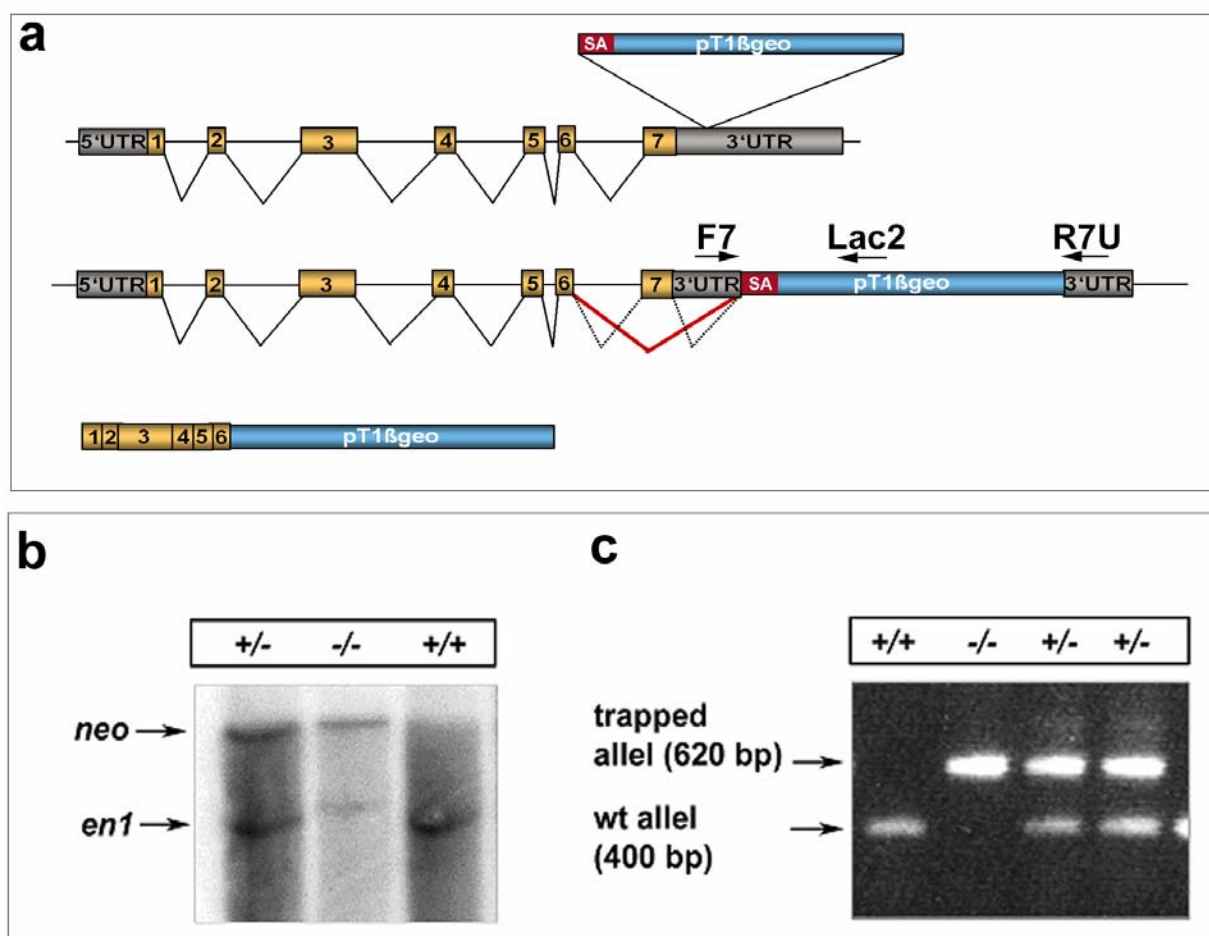 a
SA pT1ßgeo
5'UTR 1 2 3 4 5 6 7 3'UTR
F7 Lac2 R7U
5'UTR 1 2 3 4 5 6 7 3'UTR SA pT1ßgeo 3'UTR
1 2 3 4 5 6 pT1ßgeo
b
+/- -/- +/+
neo
en1
c
+/+ -/- +/- +/-
trapped
allel (620 bp)
wt allel
(400 bp)